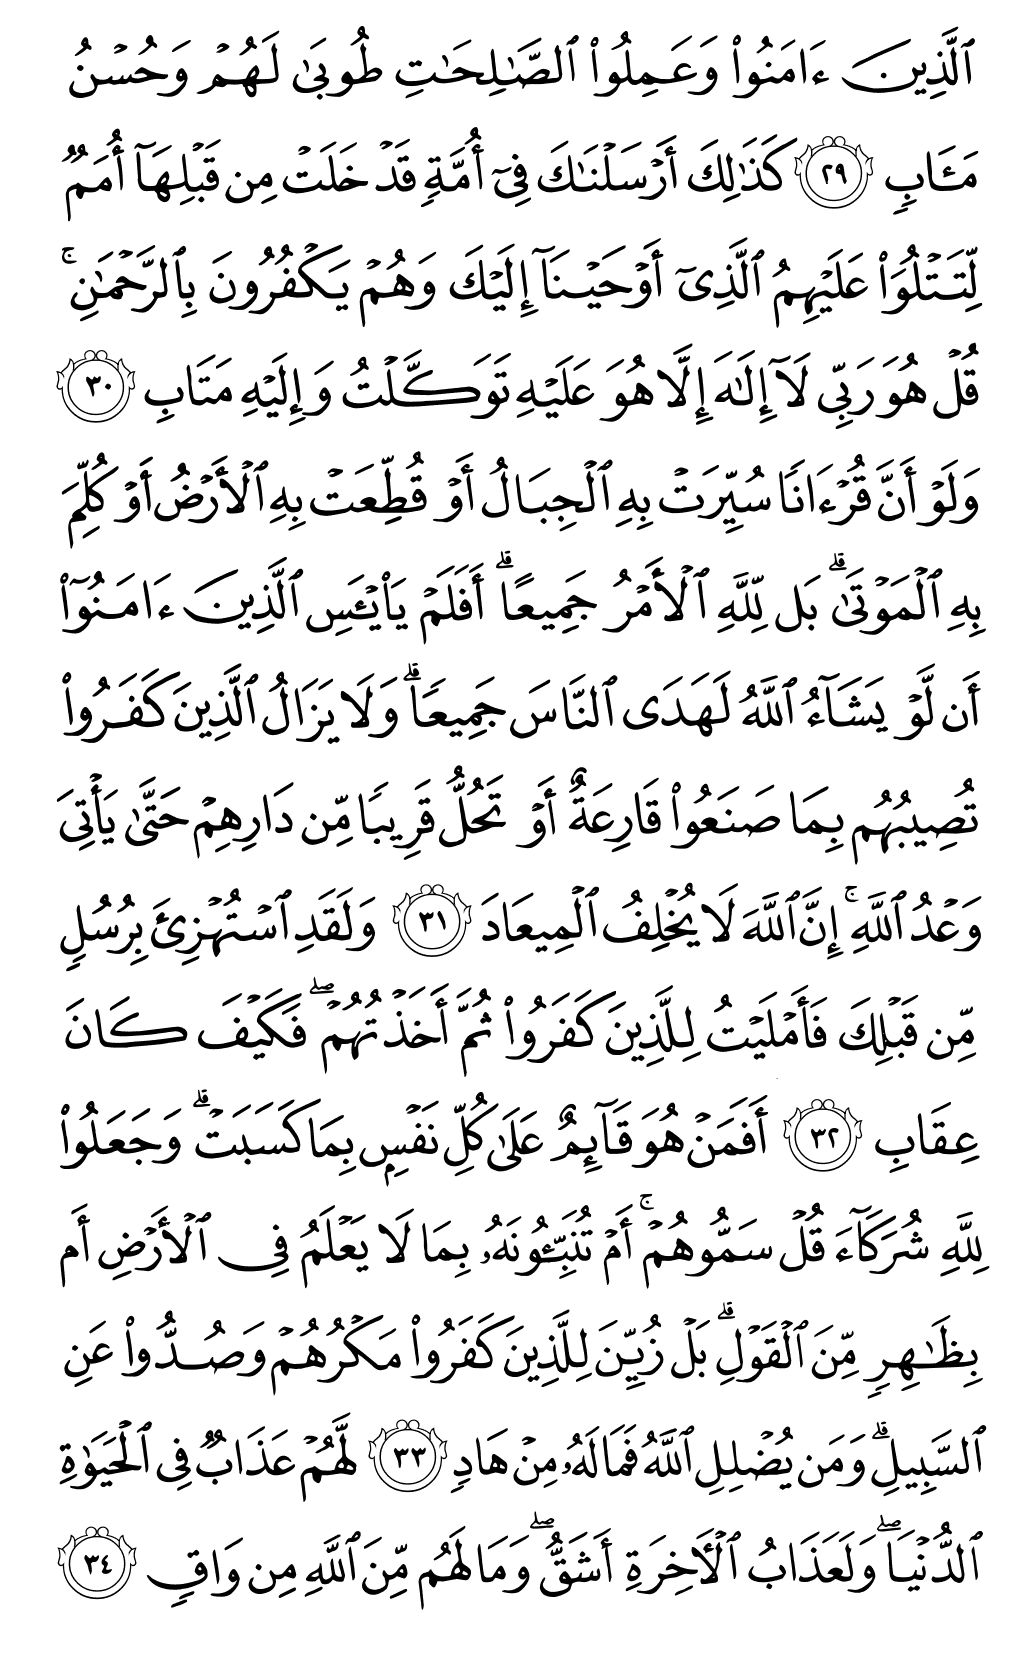 ٱلَّذِينَ ءَامَنُوا۟ وَعَمِلُوا۟ ٱلصَّـٰلِحَـٰتِ طُوبَىٰ لَهُمْ وَحُسْنُ
مَـَٔابٍ ٢٩ كَذَٰلِكَ أَرْسَلْنَـٰكَ فِىٓ أُمَّةٍ قَدْ خَلَتْ مِن قَبْلِهَآ أُمَمٌ
لِّتَتْلُوَا۟ عَلَيْهِمُ ٱلَّذِىٓ أَوْحَيْنَآ إِلَيْكَ وَهُمْ يَكْفُرُونَ بِٱلرَّحْمَـٰنِ ۚ
قُلْ هُوَ رَبِّى لَآ إِلَـٰهَ إِلَّا هُوَ عَلَيْهِ تَوَكَّلْتُ وَإِلَيْهِ مَتَابِ ٣٠
وَلَوْ أَنَّ قُرْءَانًا سُيِّرَتْ بِهِ ٱلْجِبَالُ أَوْ قُطِّعَتْ بِهِ ٱلْأَرْضُ أَوْ كُلِّمَ
بِهِ ٱلْمَوْتَىٰ ۗ بَل لِّلَّهِ ٱلْأَمْرُ جَمِيعًا ۗ أَفَلَمْ يَا۟يْـَٔسِ ٱلَّذِينَ ءَامَنُوٓا۟
أَن لَّوْ يَشَآءُ ٱللَّهُ لَهَدَى ٱلنَّاسَ جَمِيعًا ۗ وَلَا يَزَالُ ٱلَّذِينَ كَفَرُوا۟
تُصِيبُهُم بِمَا صَنَعُوا۟ قَارِعَةٌ أَوْ تَحُلُّ قَرِيبًا مِّن دَارِهِمْ حَتَّىٰ يَأْتِىَ
وَعْدُ ٱللَّهِ ۚ إِنَّ ٱللَّهَ لَا يُخْلِفُ ٱلْمِيعَادَ ٣١ وَلَقَدِ ٱسْتُهْزِئَ بِرُسُلٍ
مِّن قَبْلِكَ فَأَمْلَيْتُ لِلَّذِينَ كَفَرُوا۟ ثُمَّ أَخَذْتُهُمْ ۖ فَكَيْفَ كَانَ
عِقَابِ ٣٢ أَفَمَنْ هُوَ قَآئِمٌ عَلَىٰ كُلِّ نَفْسٍۭ بِمَا كَسَبَتْ ۗ وَجَعَلُوا۟
لِلَّهِ شُرَكَآءَ قُلْ سَمُّوهُمْ ۚ أَمْ تُنَبِّـُٔونَهُۥ بِمَا لَا يَعْلَمُ فِى ٱلْأَرْضِ أَم
بِظَـٰهِرٍ مِّنَ ٱلْقَوْلِ ۗ بَلْ زُيِّنَ لِلَّذِينَ كَفَرُوا۟ مَكْرُهُمْ وَصُدُّوا۟ عَنِ
ٱلسَّبِيلِ ۗ وَمَن يُضْلِلِ ٱللَّهُ فَمَا لَهُۥ مِنْ هَادٍ ٣٣ لَّهُمْ عَذَابٌ فِى ٱلْحَيَوٰةِ
ٱلدُّنْيَا ۖ وَلَعَذَابُ ٱلْـَٔاخِرَةِ أَشَقُّ ۖ وَمَا لَهُم مِّنَ ٱللَّهِ مِن وَاقٍ ٣٤